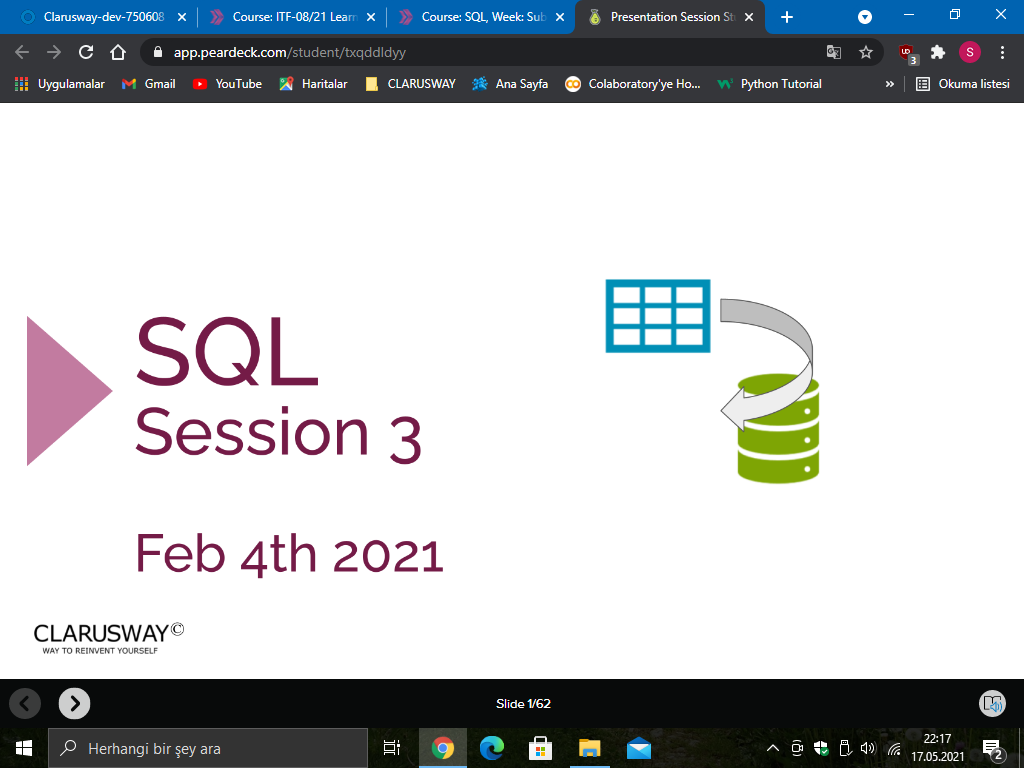 Clarusway-dev-750608
Course: ITF-08/21 Learn
Course: SQL, Week: Sub
Presentation Session St
app.peardeck.com/student/txqddldyy
UD
3
S
Uygulamalar
Gmail
YouTube
Haritalar
CLARUSWAY
Ana Sayfa
Colaboratory'ye Ho...
Python Tutorial
»
Okuma listesi
SQL
Session 3
Feb 4th 2021
CLARUSWAY©
WAY TO REINVENT YOURSELF
Slide 1/62
Herhangi bir şey ara
22:17
17.05.2021
2